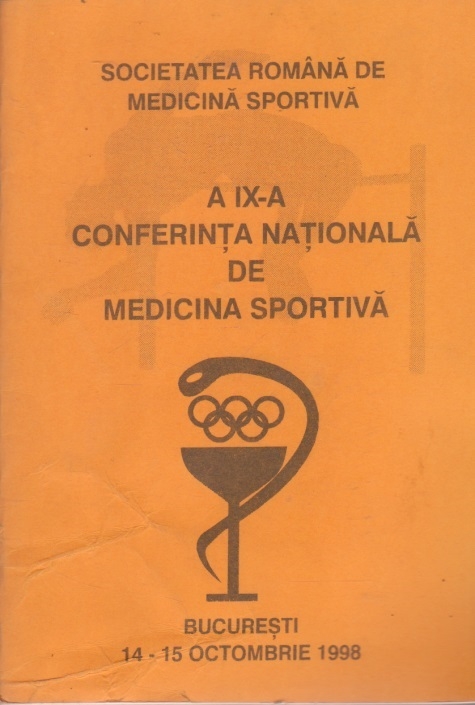 SOCIETATEA ROMÂNĂ DE
MEDICINĂ SPORTIVĂ
A IX-A
CONFERINȚA NAȚIONALĂ
DE
MEDICINA SPORTIVĂ
BUCUREȘTI
14 - 15 OCTOMBRIE 1998